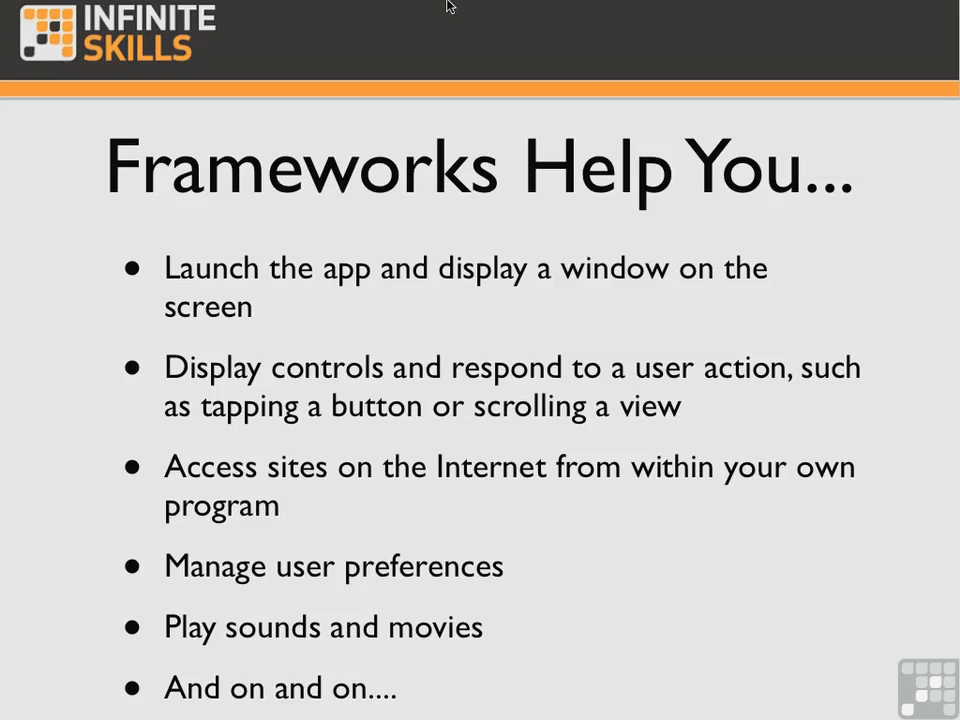 INFINITE
SKILLS
Frameworks Help You...
• Launch the app and display a window on the
screen
• Display controls and respond to a user action, such
as tapping a button or scrolling a view
• Access sites on the Internet from within your own
program
• Manage user preferences
• Play sounds and movies
• And on and on....